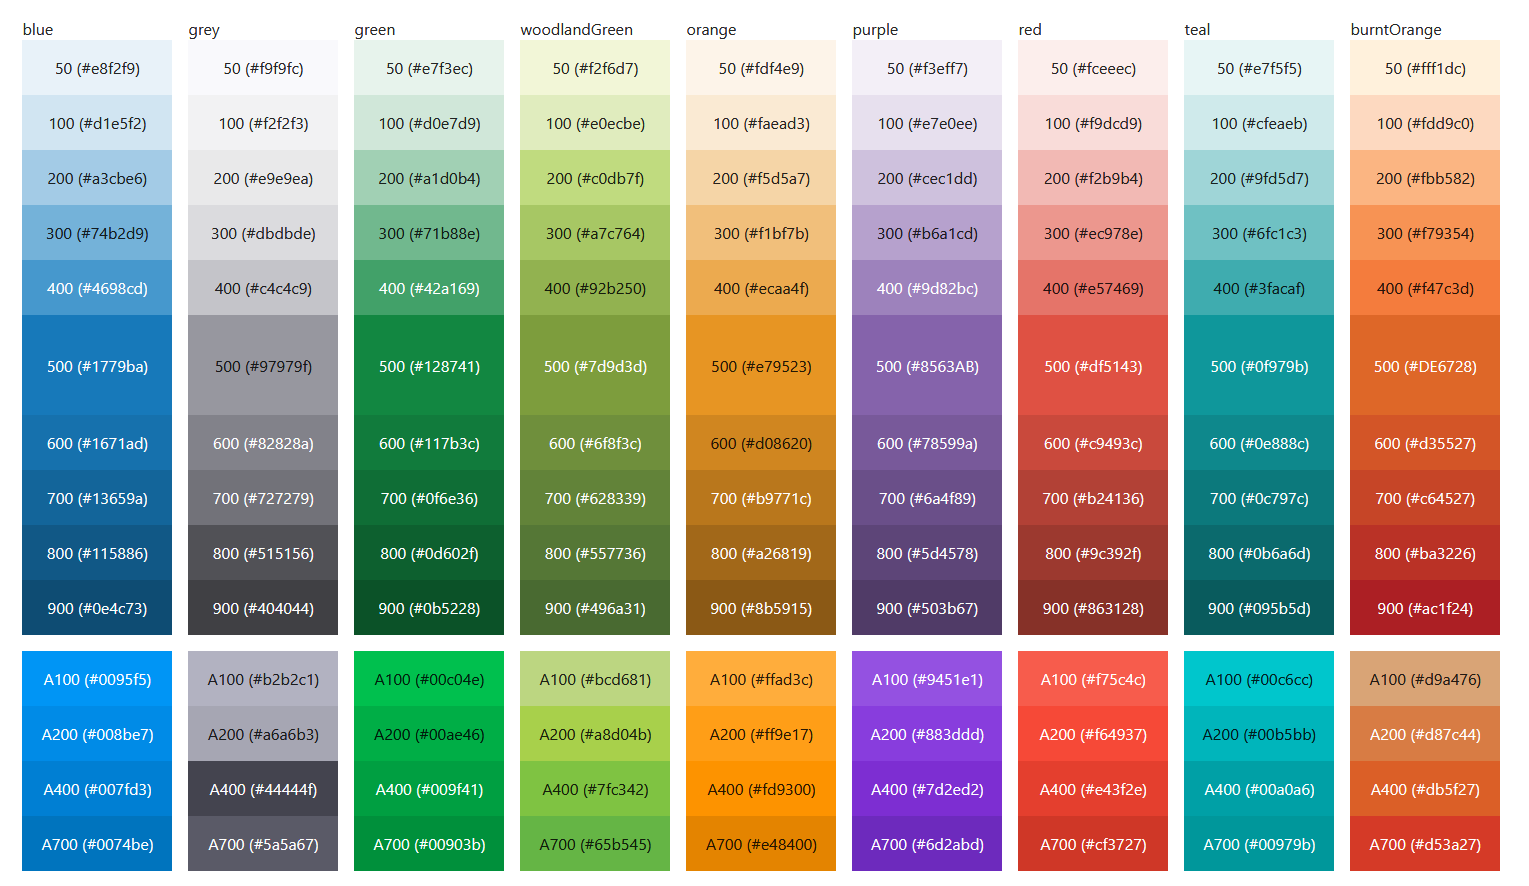 blue grey green woodlandGreen orange purple red teal burntOrange
50 (#e8f2f9) 50 (#f9f9fc) 50 (#e7f3ec) 50 (#f2f6d7) 50 (#fdf4e9) 50 (#f3eff7) 50 (#fceeec) 50 (#e7f5f5) 50 (#fff1dc)
100 (#d1e5f2) 100 (#f2f2f3) 100 (#d0e7d9) 100 (#e0ecbe) 100 (#faead3) 100 (#e7e0ee) 100 (#f9dcd9) 100 (#cfeaeb) 100 (#fdd9c0)
200 (#a3cbe6) 200 (#e9e9ea) 200 (#a1d0b4) 200 (#c0db7f) 200 (#f5d5a7) 200 (#cec1dd) 200 (#f2b9b4) 200 (#9fd5d7) 200 (#fbb582)
300 (#74b2d9) 300 (#dbdbde) 300 (#71b88e) 300 (#a7c764) 300 (#f1bf7b) 300 (#b6a1cd) 300 (#ec978e) 300 (#6fc1c3) 300 (#f79354)
400 (#4698cd) 400 (#c4c4c9) 400 (#42a169) 400 (#92b250) 400 (#ecaa4f) 400 (#9d82bc) 400 (#e57469) 400 (#3facaf) 400 (#f47c3d)
500 (#1779ba) 500 (#97979f) 500 (#128741) 500 (#7d9d3d) 500 (#e79523) 500 (#8563AB) 500 (#df5143) 500 (#0f979b) 500 (#DE6728)
600 (#1671ad) 600 (#82828a) 600 (#117b3c) 600 (#6f8f3c) 600 (#d08620) 600 (#78599a) 600 (#c9493c) 600 (#0e888c) 600 (#d35527)
700 (#13659a) 700 (#727279) 700 (#0f6e36) 700 (#628339) 700 (#b9771c) 700 (#6a4f89) 700 (#b24136) 700 (#0c797c) 700 (#c64527)
800 (#115886) 800 (#515156) 800 (#0d602f) 800 (#557736) 800 (#a26819) 800 (#5d4578) 800 (#9c392f) 800 (#0b6a6d) 800 (#ba3226)
900 (#0e4c73) 900 (#404044) 900 (#0b5228) 900 (#496a31) 900 (#8b5915) 900 (#503b67) 900 (#863128) 900 (#095b5d) 900 (#ac1f24)
A100 (#0095f5) A100 (#b2b2c1) A100 (#00c04e) A100 (#bcd681) A100 (#ffad3c) A100 (#9451e1) A100 (#f75c4c) A100 (#00c6cc) A100 (#d9a476)
A200 (#008be7) A200 (#a6a6b3) A200 (#00ae46) A200 (#a8d04b) A200 (#ff9e17) A200 (#883ddd) A200 (#f64937) A200 (#00b5bb) A200 (#d87c44)
A400 (#007fd3) A400 (#44444f) A400 (#009f41) A400 (#7fc342) A400 (#fd9300) A400 (#7d2ed2) A400 (#e43f2e) A400 (#00a0a6) A400 (#db5f27)
A700 (#0074be) A700 (#5a5a67) A700 (#00903b) A700 (#65b545) A700 (#e48400) A700 (#6d2abd) A700 (#cf3727) A700 (#00979b) A700 (#d53a27)